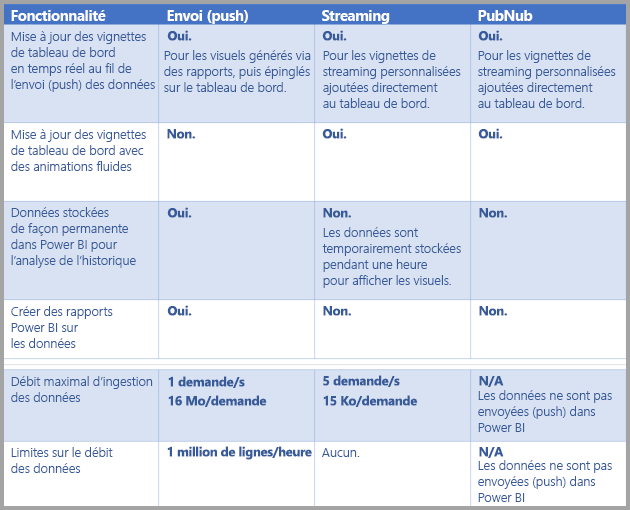 Fonctionnalité
Envoi (push)
Streaming
PubNub
Mise à jour des vignettes
de tableau de bord
en temps réel au fil de
l'envoi (push) des données
Oui.
Pour les visuels générés via
des rapports, puis épinglés
sur le tableau de bord.
Oui.
Pour les vignettes de
streaming personnalisées
ajoutées directement
au tableau de bord.
Oui.
Pour les vignettes de
streaming personnalisées
ajoutées directement
au tableau de bord.
Mise à jour des vignettes
de tableau de bord avec
des animations fluides
Non.
Oui.
Oui.
Données stockées
de façon permanente
dans Power BI pour
l'analyse de l'historique
Oui.
Non.
Les données sont
temporairement stockées
pendant une heure
pour afficher les visuels.
Non.
Créer des rapports
Power BI sur
les données
Oui.
Non.
Non.
Débit maximal d'ingestion
des données
1 demande/s
16 Mo/demande
5 demande/s
15 Ko/demande
N/A
Les données ne sont pas
envoyées (push) dans
Power BI
Limites sur le débit
des données
1 million de lignes/heure
Aucun.
N/A
Les données ne sont pas
envoyées (push) dans
Power BI